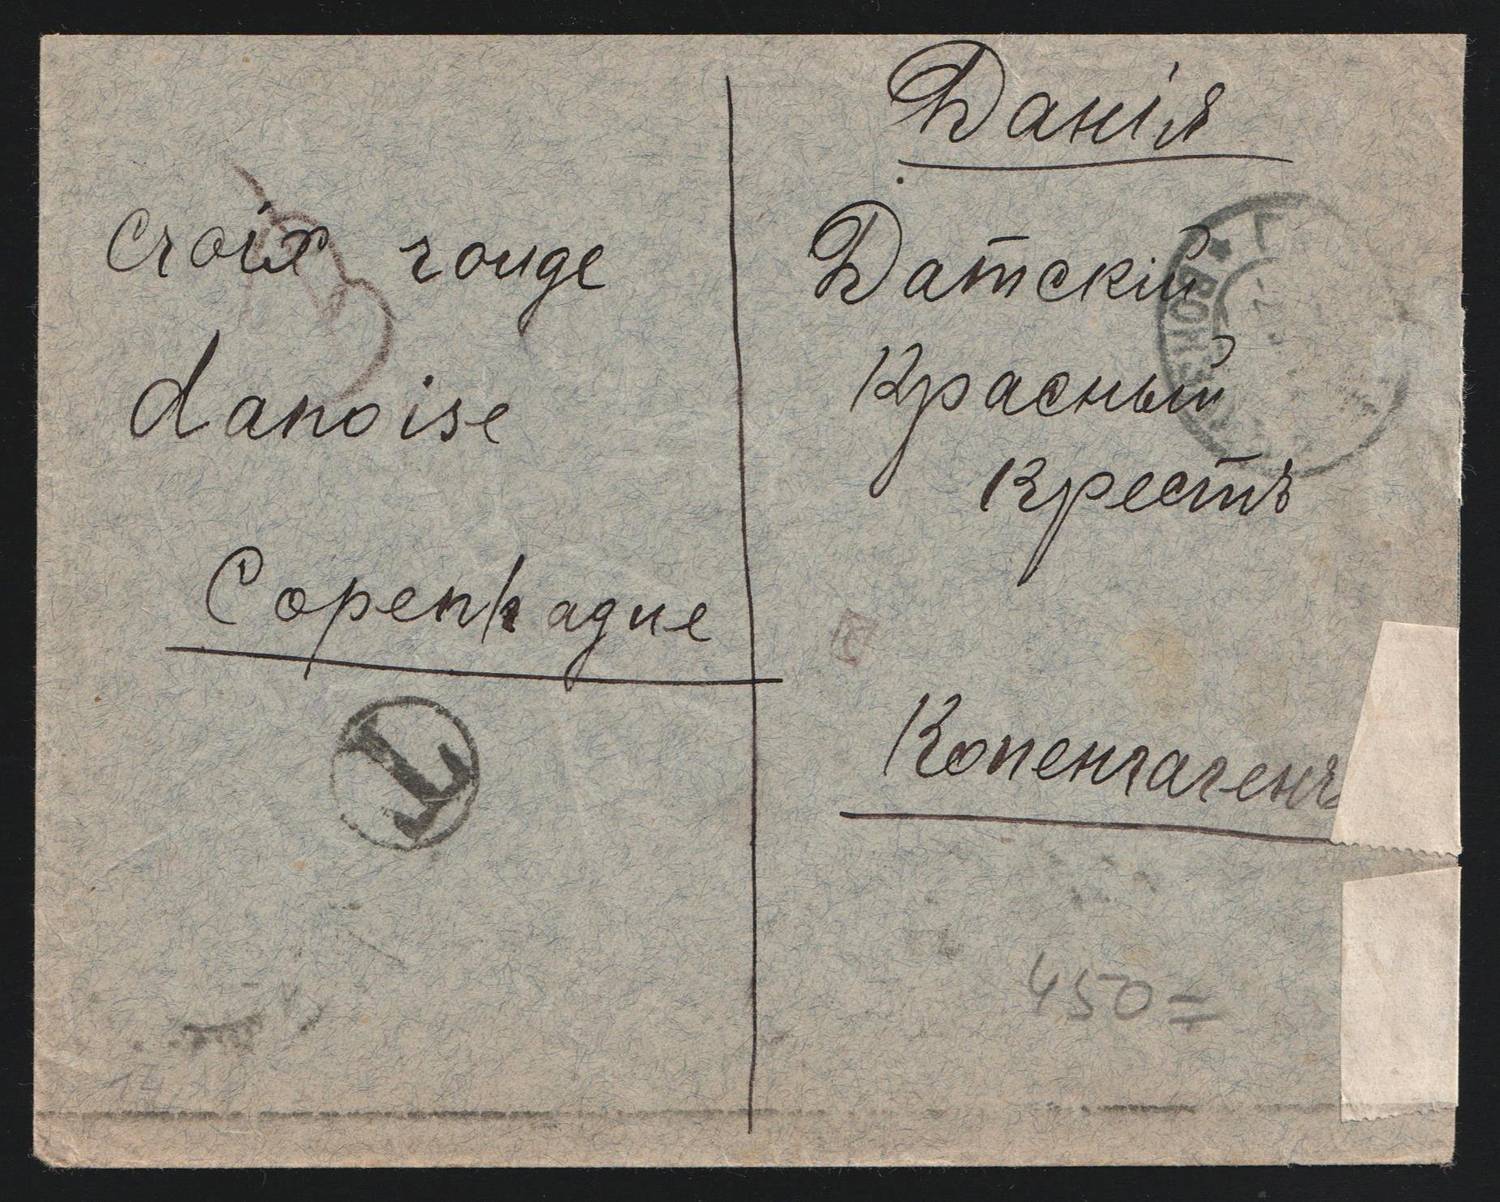 croix rouge
danoise
Copenhague
T
Данія
Датскій
Красный
Крестъ
Копенгагенъ
450=